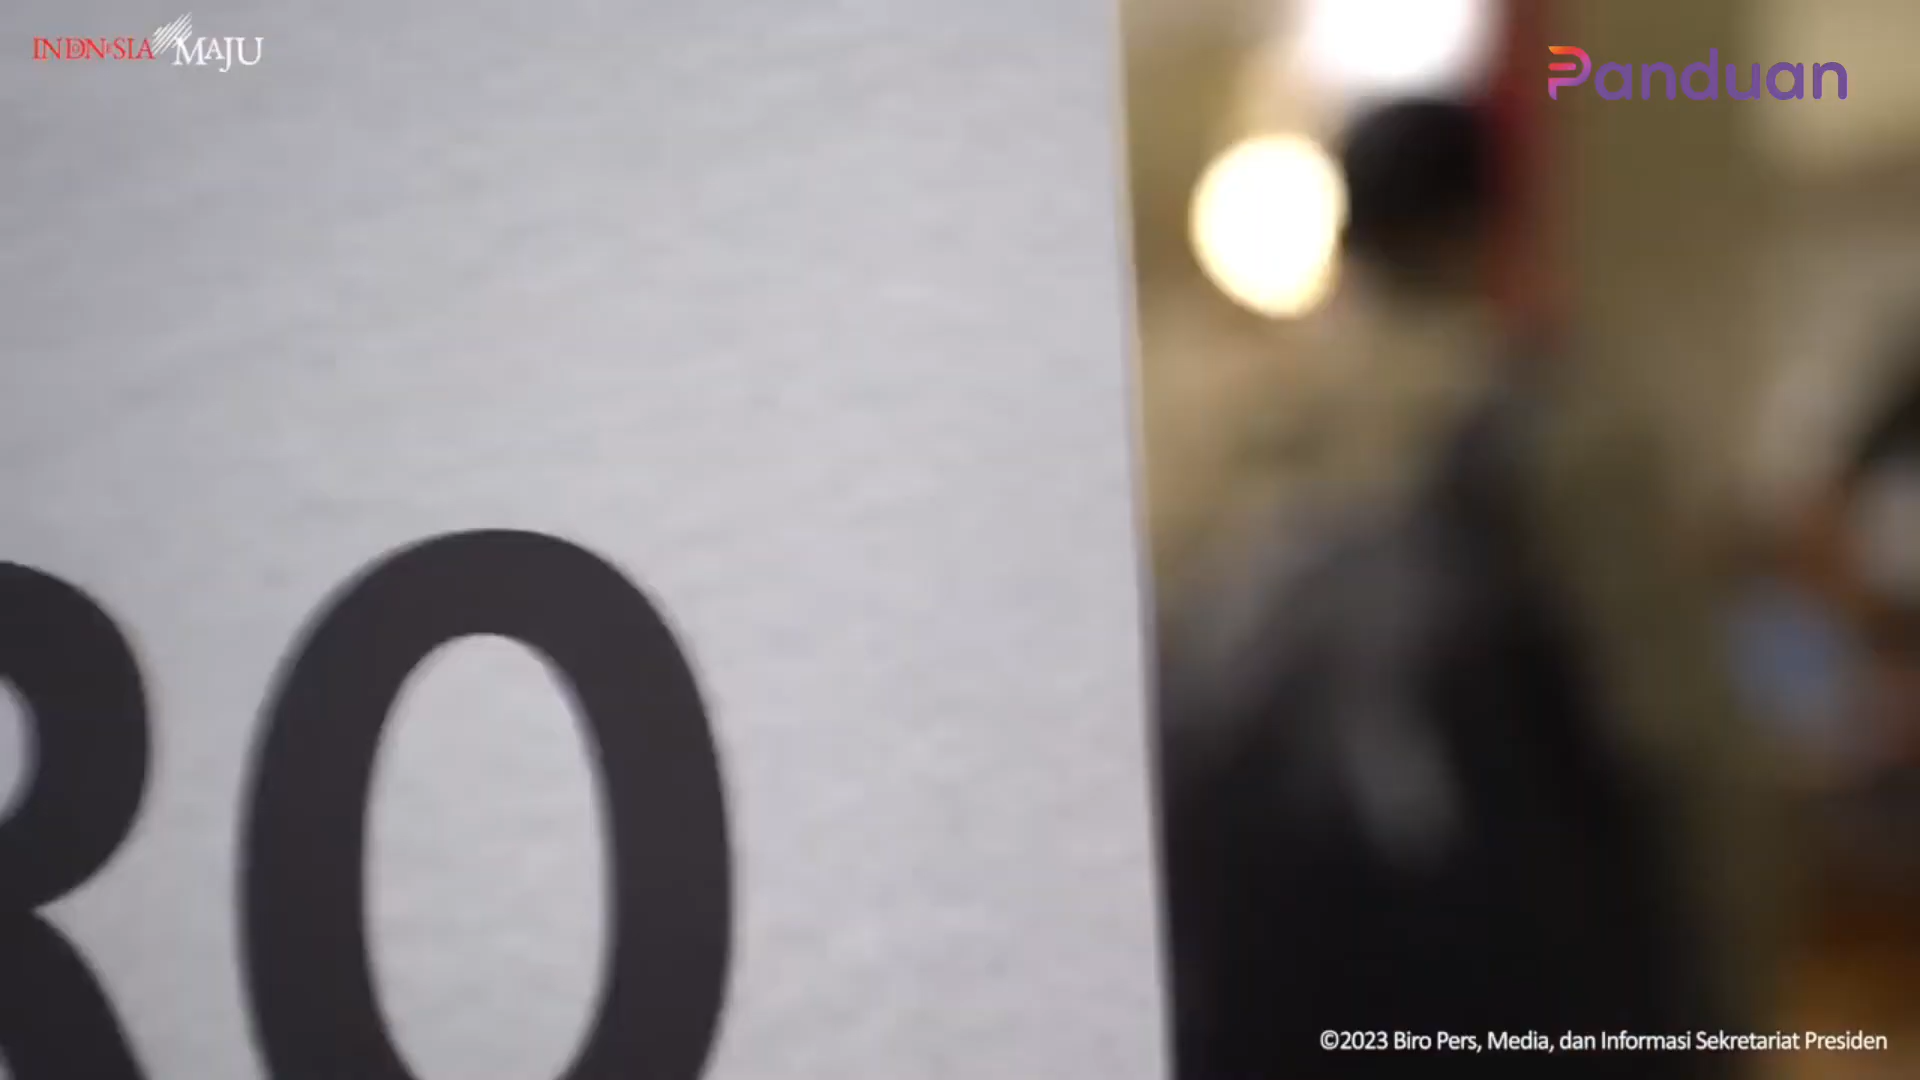 INDONESIA MAJU
Panduan
RO
©2023 Biro Pers, Media, dan Informasi Sekretariat Presiden